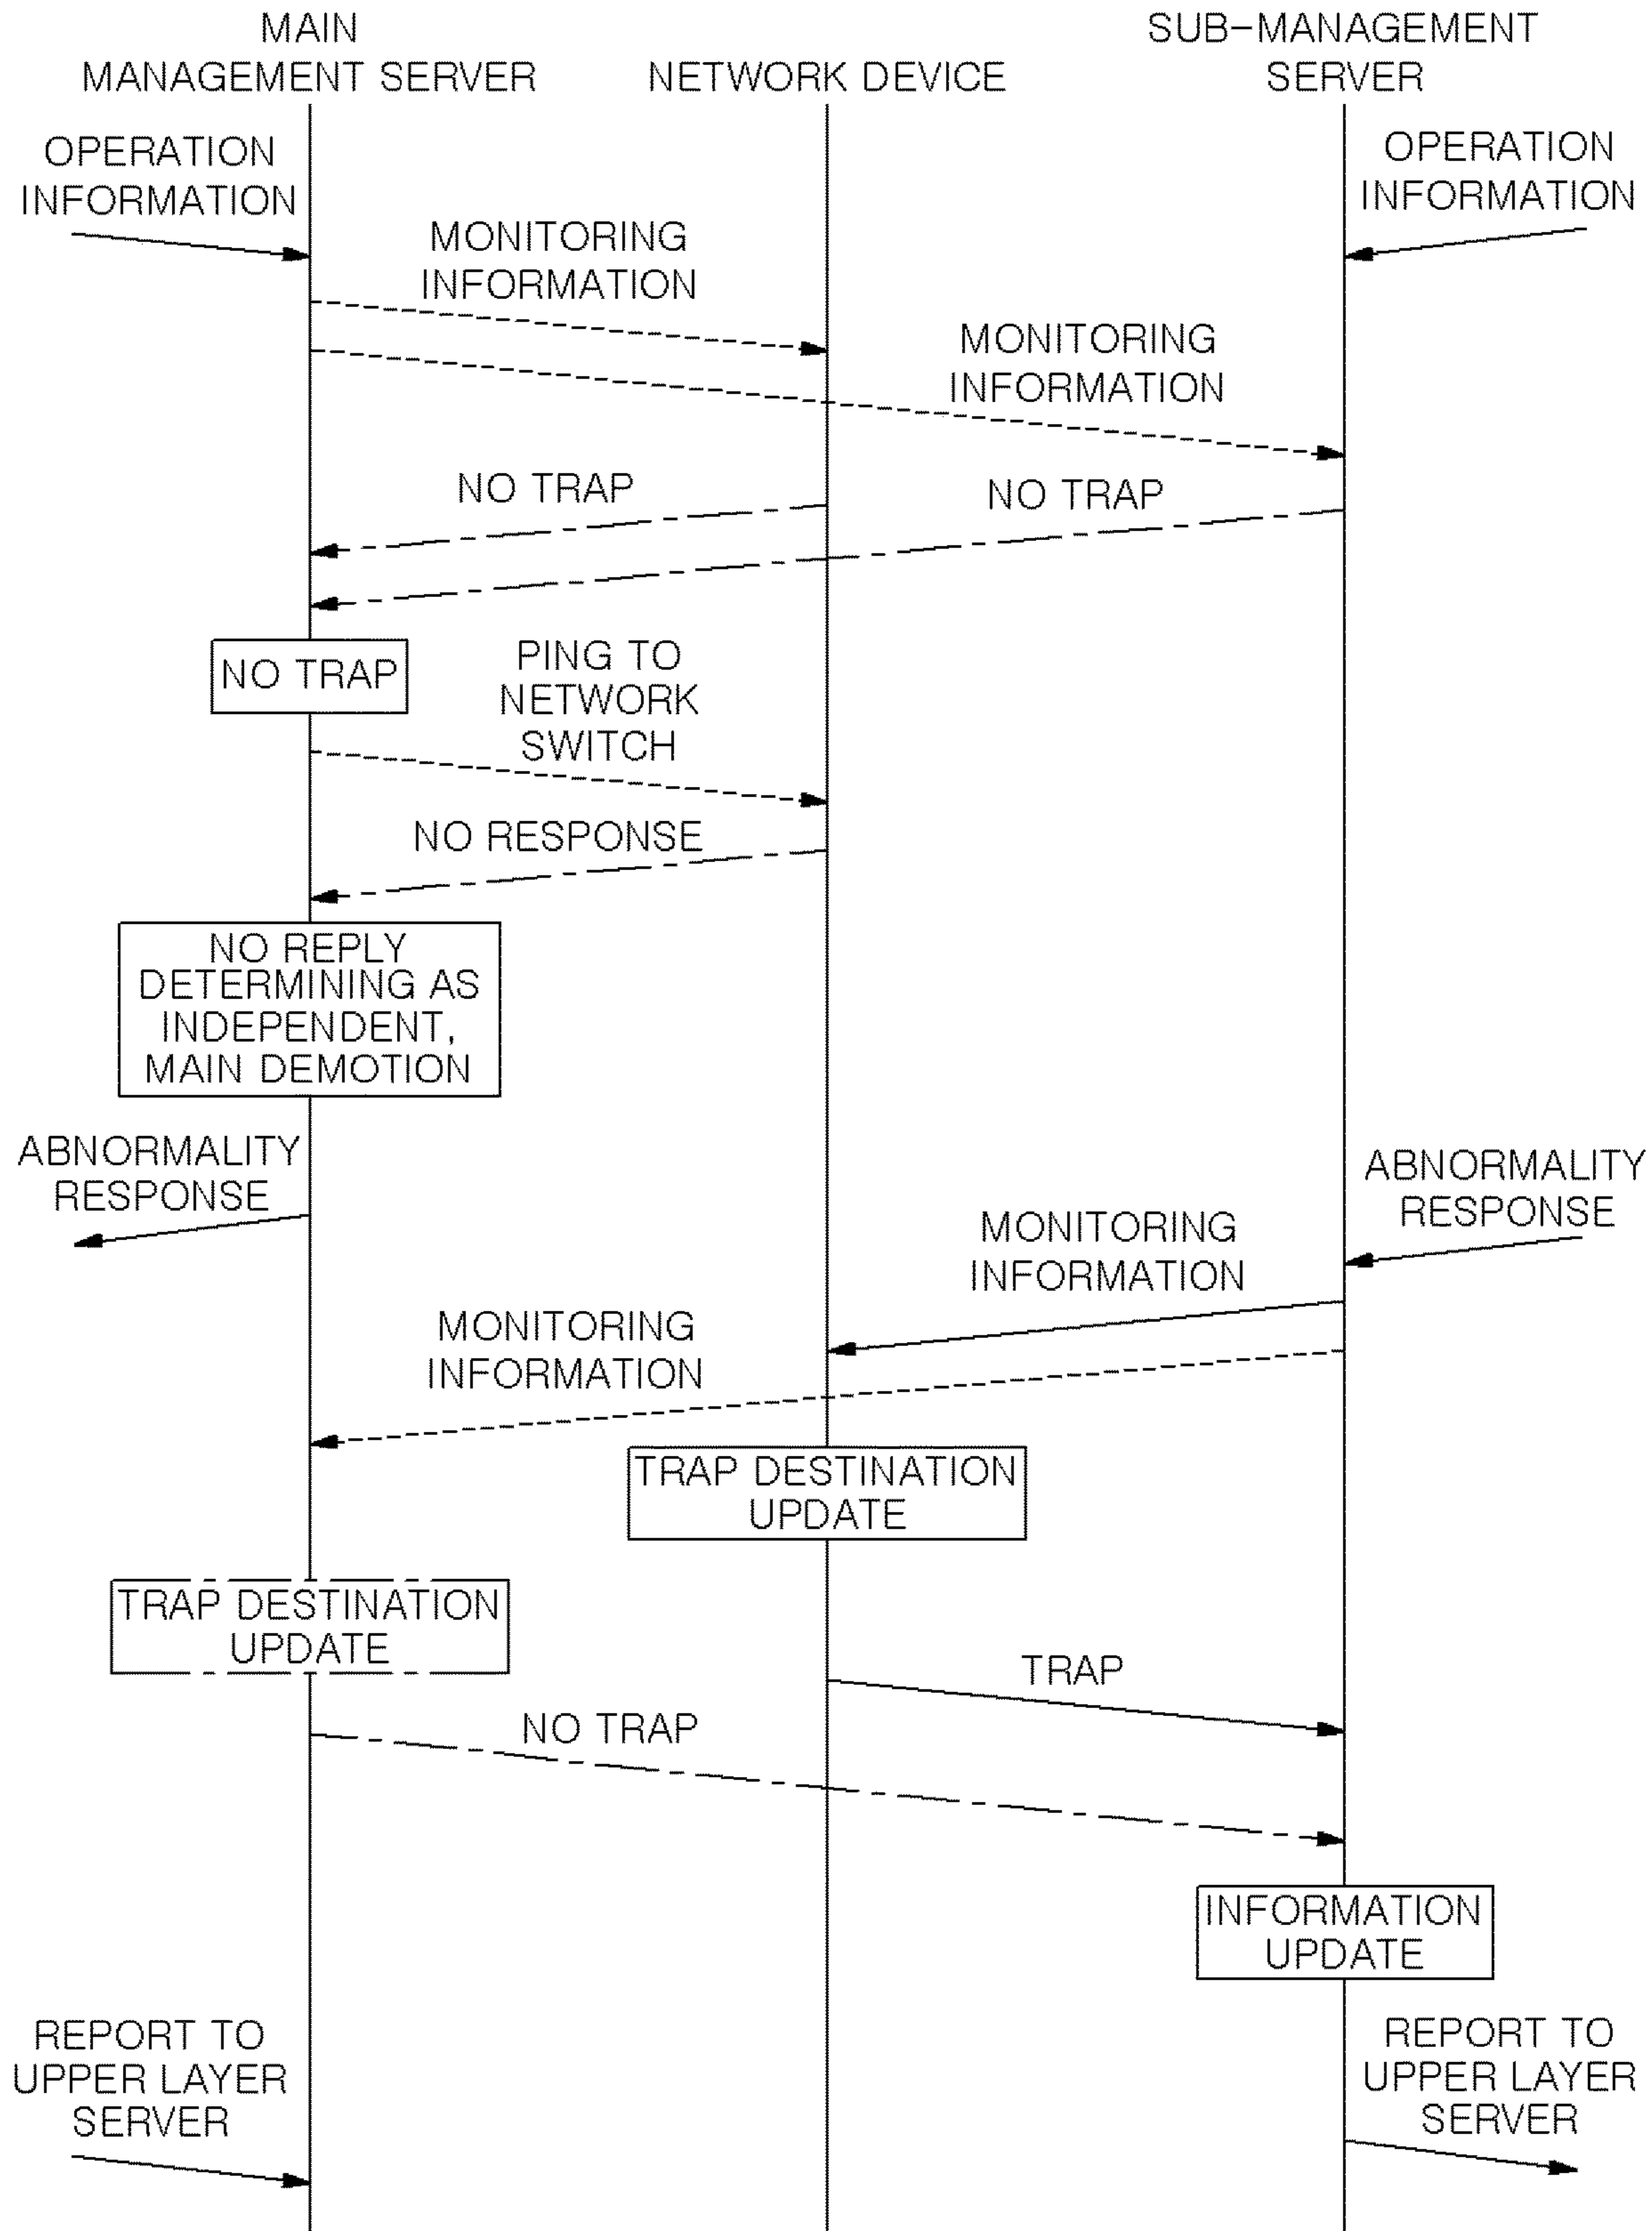 MAIN
MANAGEMENT SERVER
NETWORK DEVICE
SUB-MANAGEMENT
SERVER
OPERATION
INFORMATION
OPERATION
INFORMATION
MONITORING
INFORMATION
MONITORING
INFORMATION
NO TRAP
NO TRAP
NO TRAP
PING TO
NETWORK
SWITCH
NO RESPONSE
NO REPLY
DETERMINING AS
INDEPENDENT,
MAIN DEMOTION
ABNORMALITY
RESPONSE
ABNORMALITY
RESPONSE
MONITORING
INFORMATION
MONITORING
INFORMATION
TRAP DESTINATION
UPDATE
TRAP DESTINATION
UPDATE
TRAP
NO TRAP
INFORMATION
UPDATE
REPORT TO
UPPER LAYER
SERVER
REPORT TO
UPPER LAYER
SERVER